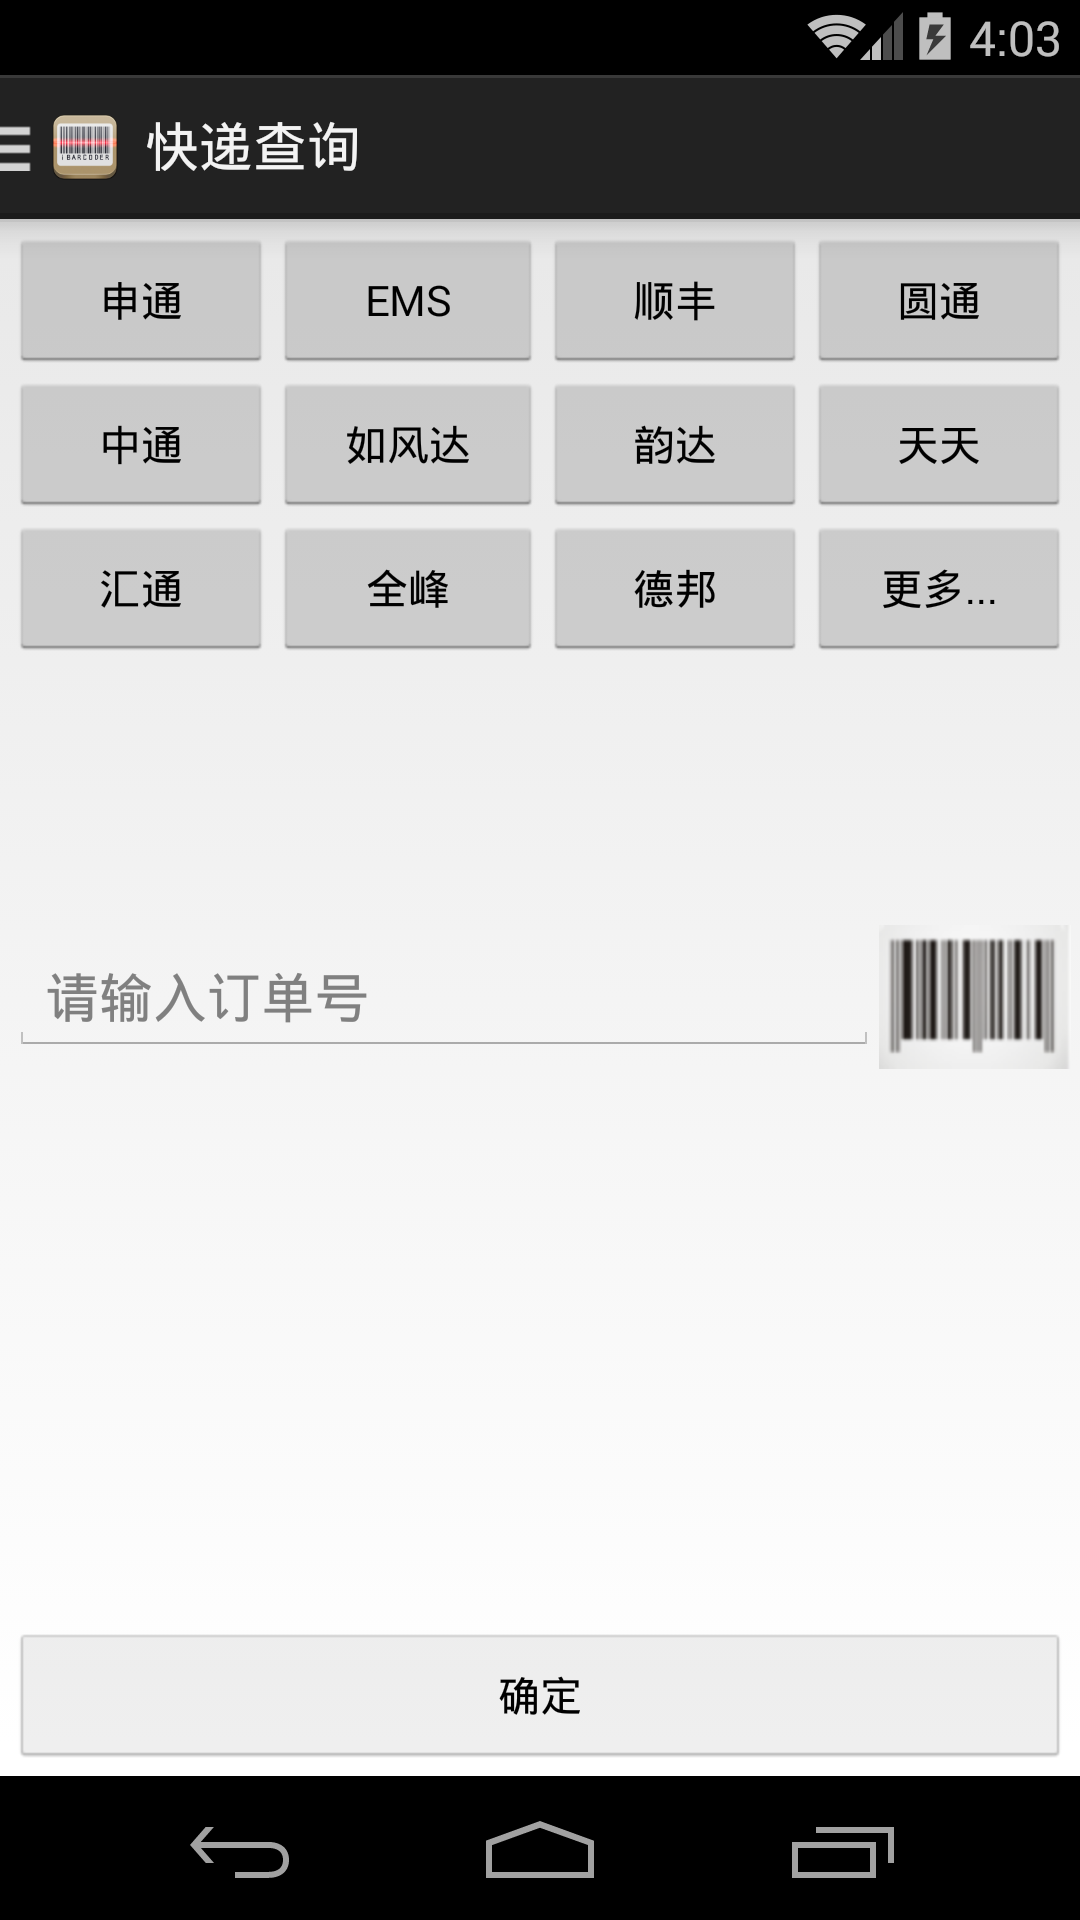 4:03
快递查询
I BARCODER
申通 EMS 顺丰 圆通
中通 如风达 韵达 天天
汇通 全峰 德邦 更多...
请输入订单号
确定